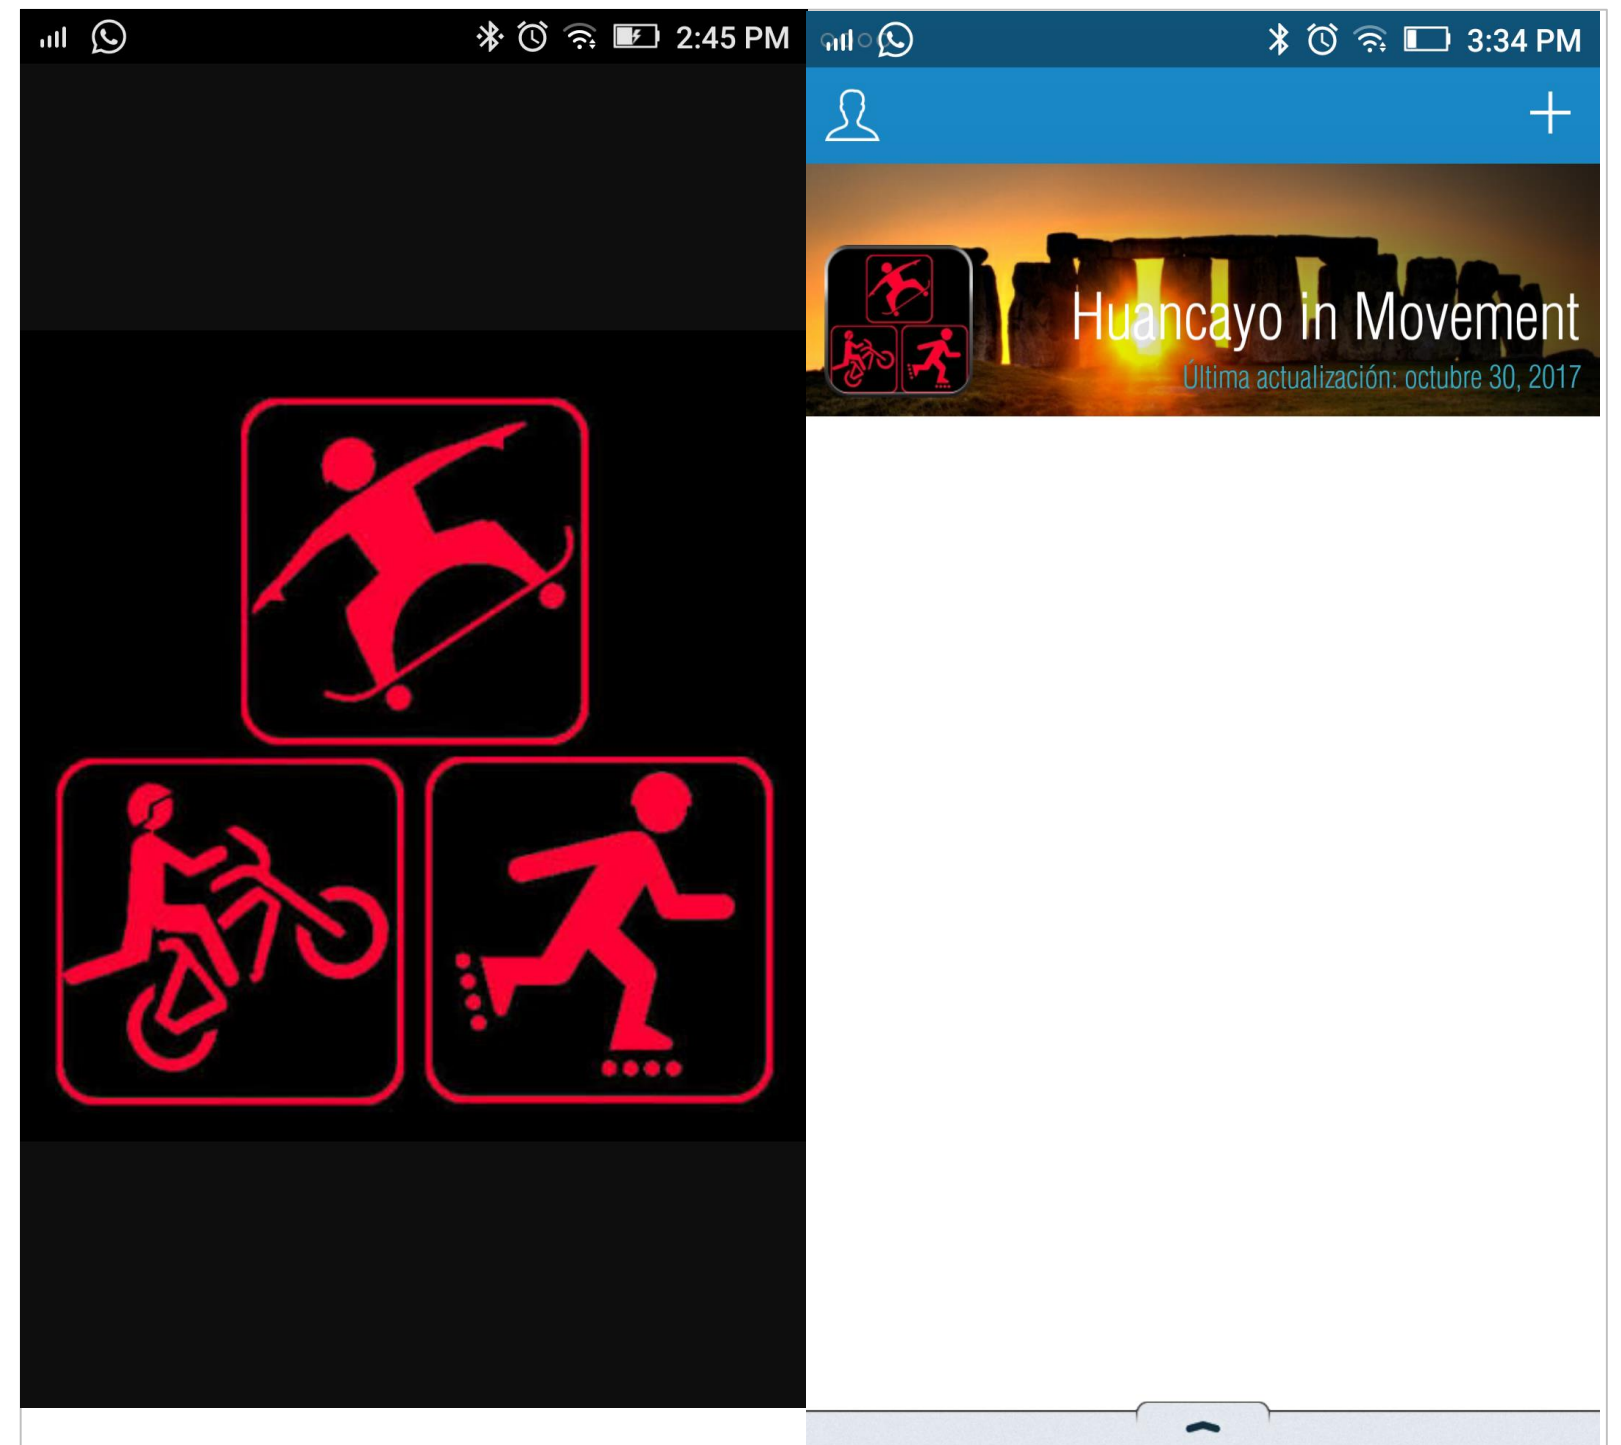 2:45 PM
3:34 PM
Huancayo in Movement
Última actualización: octubre 30, 2017